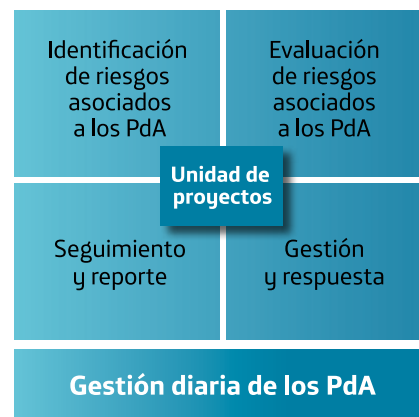 Identificación
de riesgos
asociados
a los PdA
Evaluación
de riesgos
asociados
a los PdA
Unidad de
proyectos
Seguimiento
y reporte
Gestión
y respuesta
Gestión diaria de los PdA